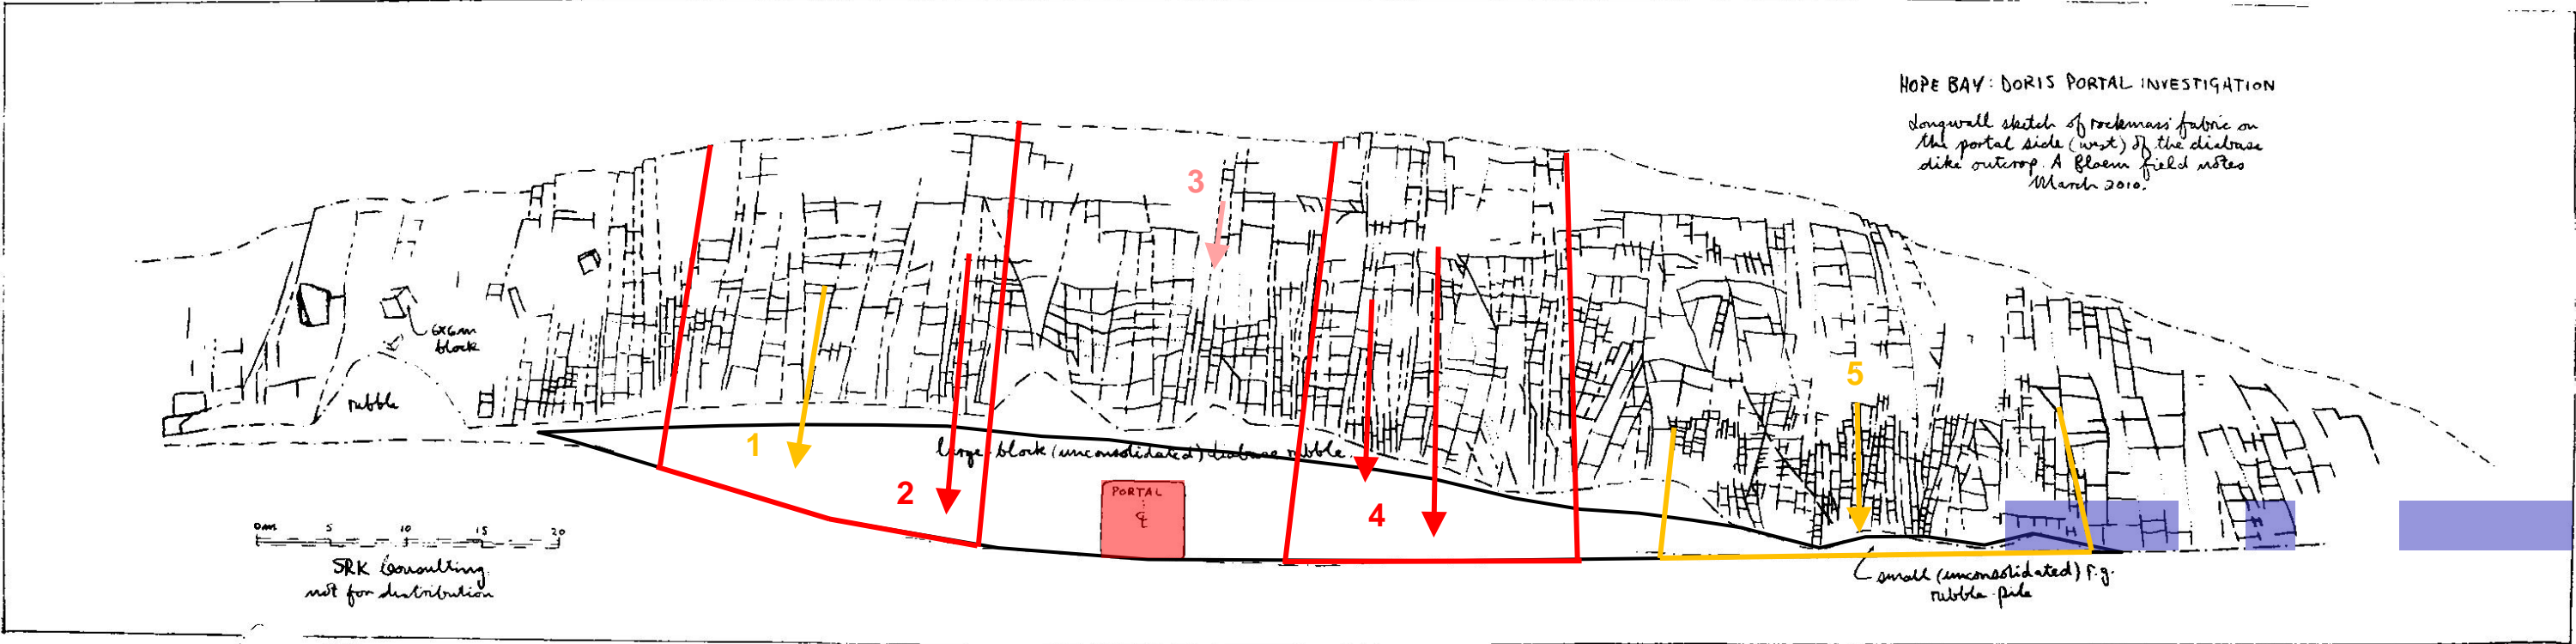 HOPE BAY: DORIS PORTAL INVESTIGATION
Longwall sketch of rockmass fabric on
the portal side (west) of the diabase
dike outcrop. A Bloem field notes
March 2010.
3
6x6m
block
rubble
5
1
large-block (unconsolidated) diabase rubble
2
PORTAL
℄
4
0m 5 10 15 20
SRK Consulting
not for distribution
small (unconsolidated) f.g.
rubble pile